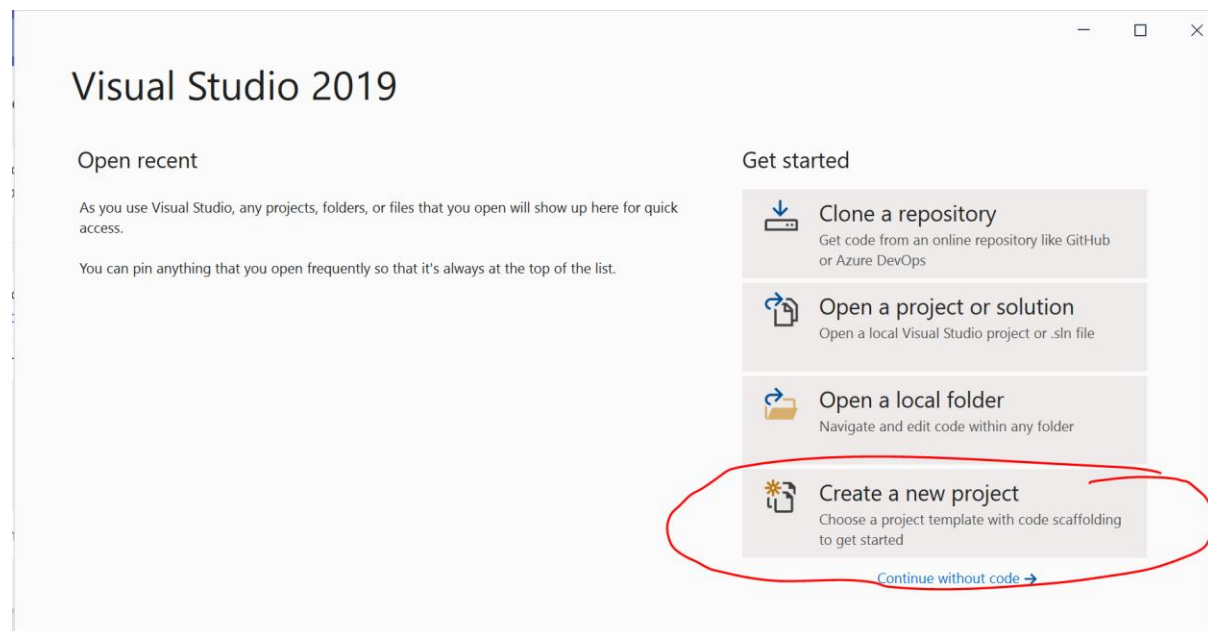 Visual Studio 2019
Open recent
As you use Visual Studio, any projects, folders, or files that you open will show up here for quick
access.
You can pin anything that you open frequently so that it's always at the top of the list.
Get started
Clone a repository
Get code from an online repository like GitHub
or Azure DevOps
Open a project or solution
Open a local Visual Studio project or .sln file
Open a local folder
Navigate and edit code within any folder
Create a new project
Choose a project template with code scaffolding
to get started
Continue without code →